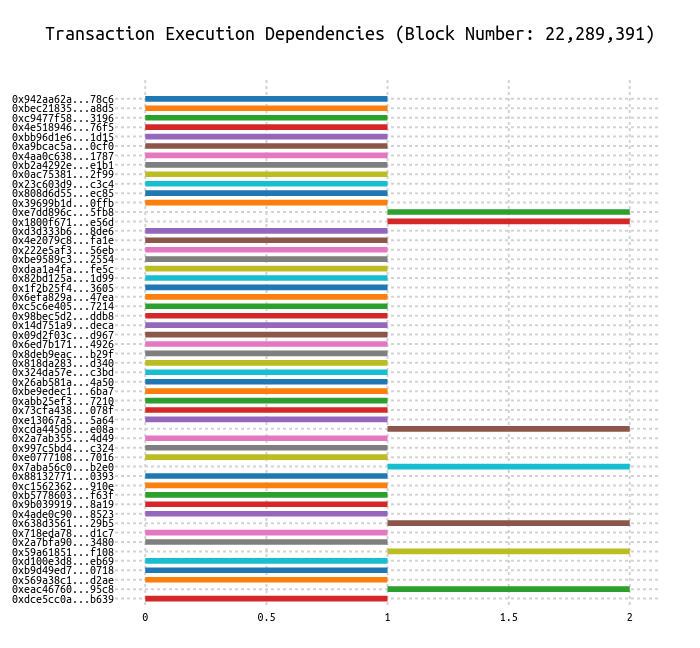 Transaction Execution Dependencies (Block Number: 22,289,391)
0x942aa62a...78c6
0xbec21835...a8d5
0xc9477f58...3196
0x4e518946...76f5
0xbb96d1e6...1d15
0xa9bcac5a...0cf0
0x4aa0c638...1787
0xb2a4292e...e1b1
0x0ac75381...2f99
0x23c603d9...c3c4
0x808d6d55...ec85
0x39699b1d...0ffb
0xe7dd896c...5fb8
0x1800f671...e56d
0xd3d333b6...8de6
0x4e2079c8...fa1e
0x222e5af3...56eb
0xbe9589c3...2554
0xdaa1a4fa...fe5c
0x82bd125a...1d99
0x1f2b25f4...3605
0x6efa829a...47ea
0xc5c6e405...7214
0x98bec5d2...ddb8
0x14d751a9...deca
0x09d2f03c...d967
0x6ed7b171...4926
0x8deb9eac...b29f
0x818da283...d340
0x324da57e...c3bd
0x26ab581a...4a50
0xbe9edec1...6ba7
0xabb25ef3...7210
0x73cfa438...078f
0xe13067a5...5a64
0xcda445d8...e08a
0x2a7ab355...4d49
0x997c5bd4...c324
0xe0777108...7016
0x7aba56c0...b2e0
0x88132771...0393
0xc1562362...910e
0xb5778603...f63f
0x9b039919...8a19
0x4ade0c90...8523
0x638d3561...29b5
0x718eda78...d1c7
0x2a7bfa90...3480
0x59a61851...f108
0xd100e3d8...eb69
0xb9d49ed7...0718
0x569a38c1...d2ae
0xeac46760...95c8
0xdce5cc0a...b639
0 0.5 1 1.5 2